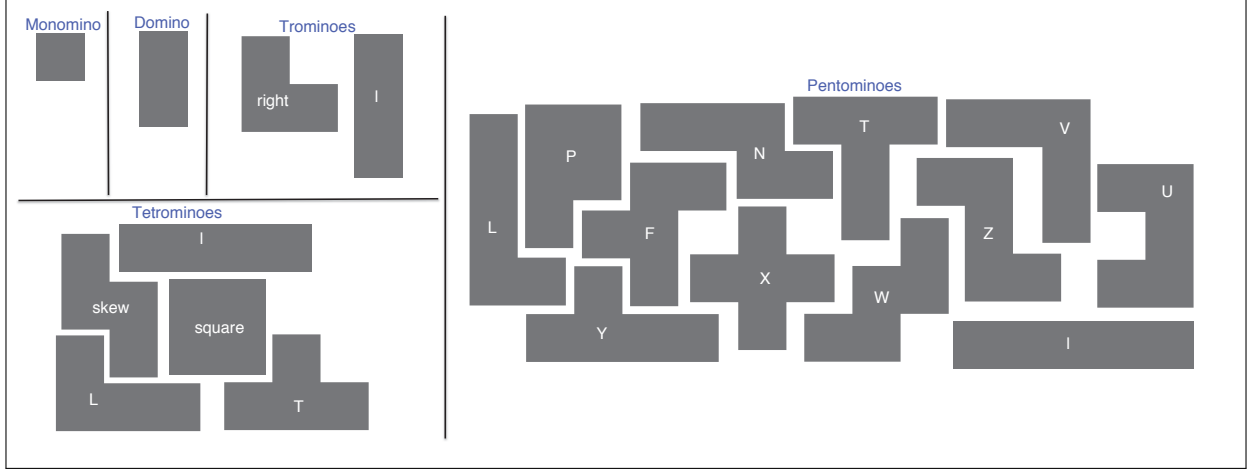 Monomino
Domino
Trominoes
right
I
Tetrominoes
I
skew
square
L
T
Pentominoes
P
N
T
V
U
L
F
Z
X
W
Y
I